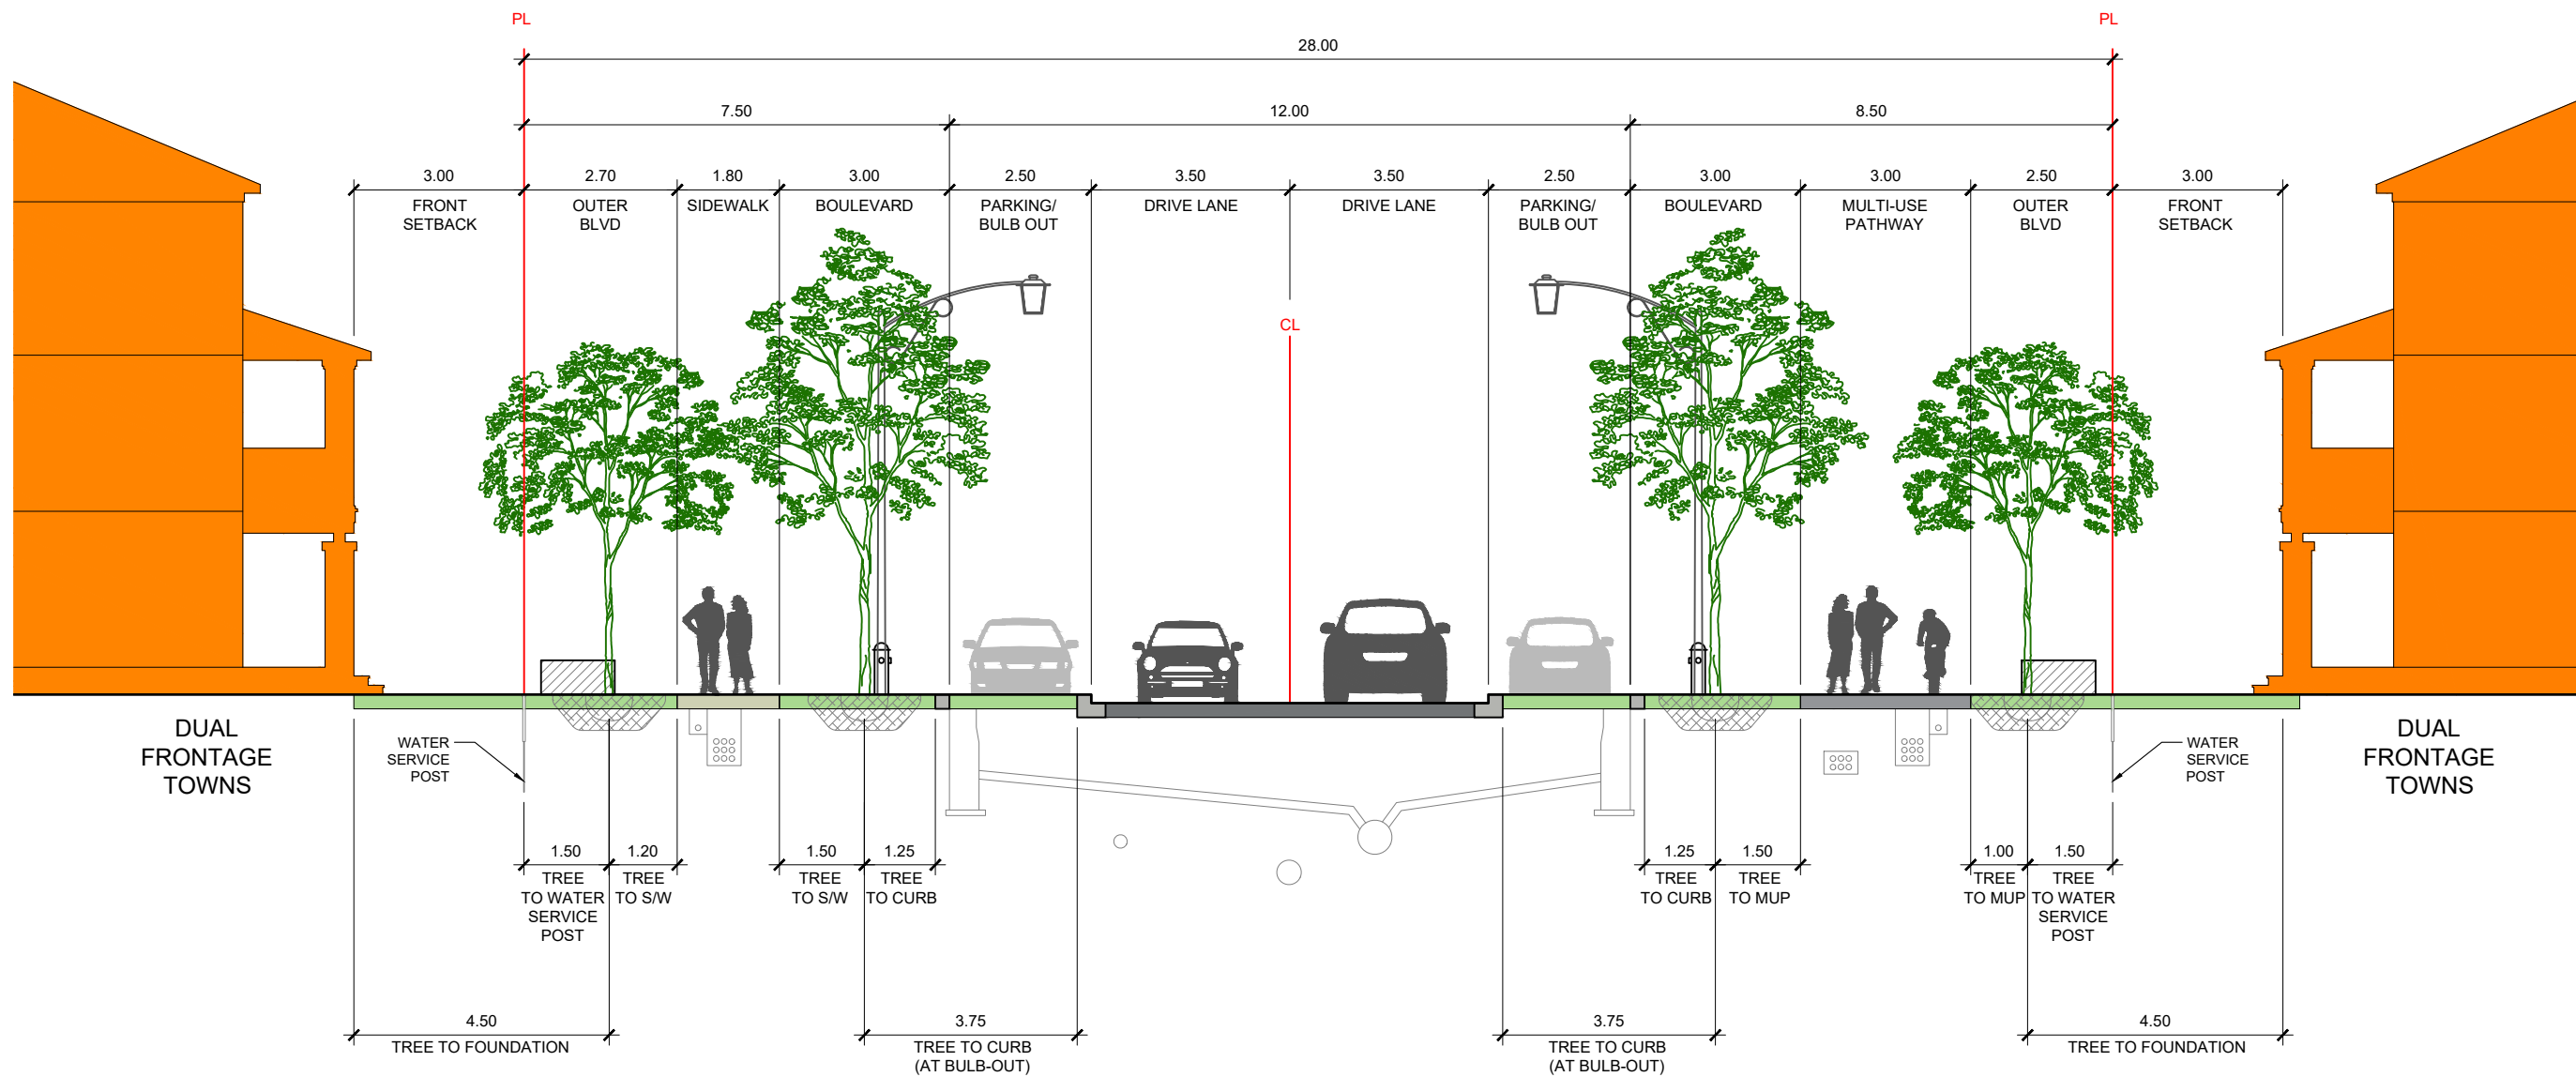 PL
PL
28.00
7.50
12.00
8.50
3.00
2.70
1.80
3.00
2.50
3.50
3.50
2.50
3.00
3.00
2.50
3.00
FRONT
SETBACK
OUTER
BLVD
SIDEWALK
BOULEVARD
PARKING/
BULB OUT
DRIVE LANE
DRIVE LANE
PARKING/
BULB OUT
BOULEVARD
MULTI-USE
PATHWAY
OUTER
BLVD
FRONT
SETBACK
CL
DUAL
FRONTAGE
TOWNS
WATER
SERVICE
POST
WATER
SERVICE
POST
DUAL
FRONTAGE
TOWNS
1.50
1.20
1.50
1.25
1.25
1.50
1.00
1.50
TREE
TO WATER
SERVICE
POST
TREE
TO S/W
TREE
TO S/W
TREE
TO CURB
TREE
TO CURB
TREE
TO MUP
TREE
TO MUP
TREE
TO WATER
SERVICE
POST
4.50
TREE TO FOUNDATION
3.75
TREE TO CURB
(AT BULB-OUT)
3.75
TREE TO CURB
(AT BULB-OUT)
4.50
TREE TO FOUNDATION